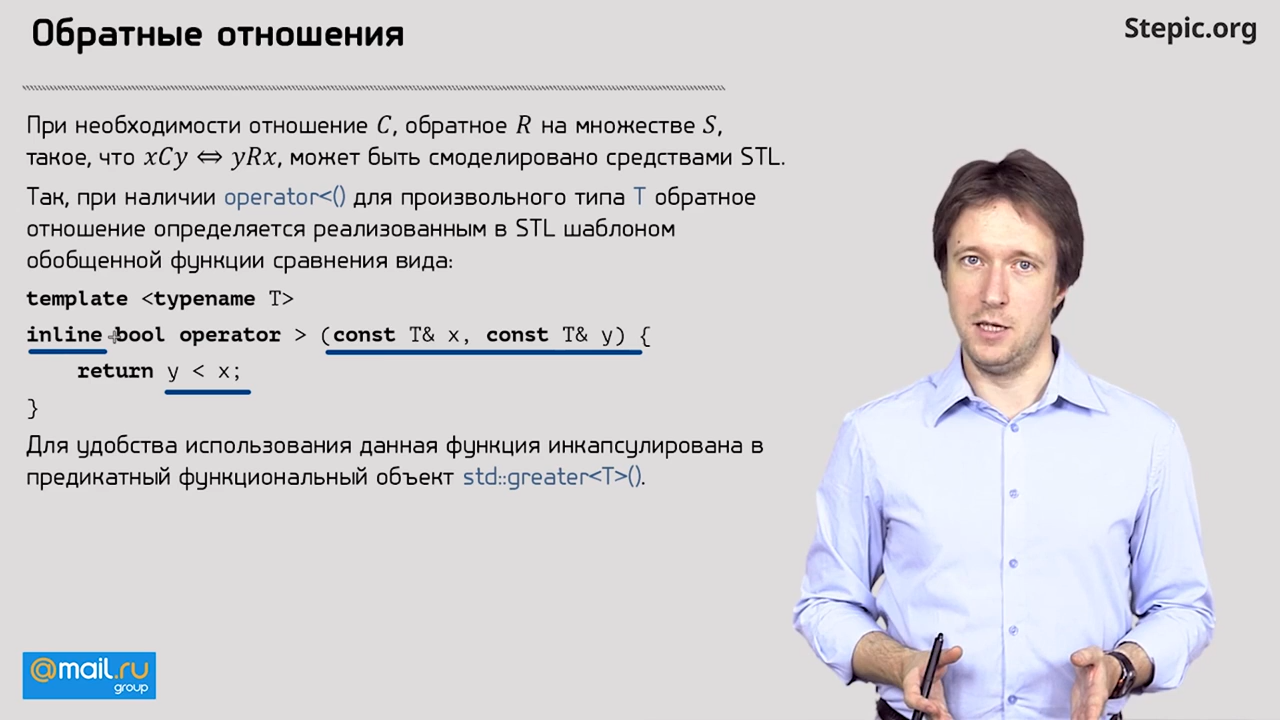 Обратные отношения
Stepic.org
При необходимости отношение C, обратное R на множестве S,
такое, что xCy ⇔ yRx, может быть смоделировано средствами STL.
Так, при наличии operator<() для произвольного типа T обратное
отношение определяется реализованным в STL шаблоном
обобщенной функции сравнения вида:
template <typename T>
inline bool operator > (const T& x, const T& y) {
return y < x;
}
Для удобства использования данная функция инкапсулирована в
предикатный функциональный объект std::greater<T>().
@mail.ru
group